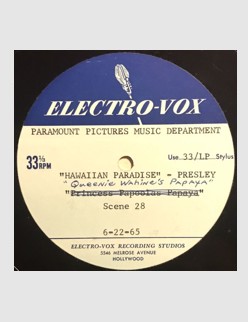 ELECTRO-VOX
PARAMOUNT PICTURES MUSIC DEPARTMENT
33⅓ RPM
Use..33/LP...Stylus
"HAWAIIAN PARADISE" - PRESLEY
"Queenie Wahine's Papaya"
"Princess Papoolas Papaya"
Scene 28
6-22-65
ELECTRO-VOX RECORDING STUDIOS
5546 MELROSE AVENUE
HOLLYWOOD